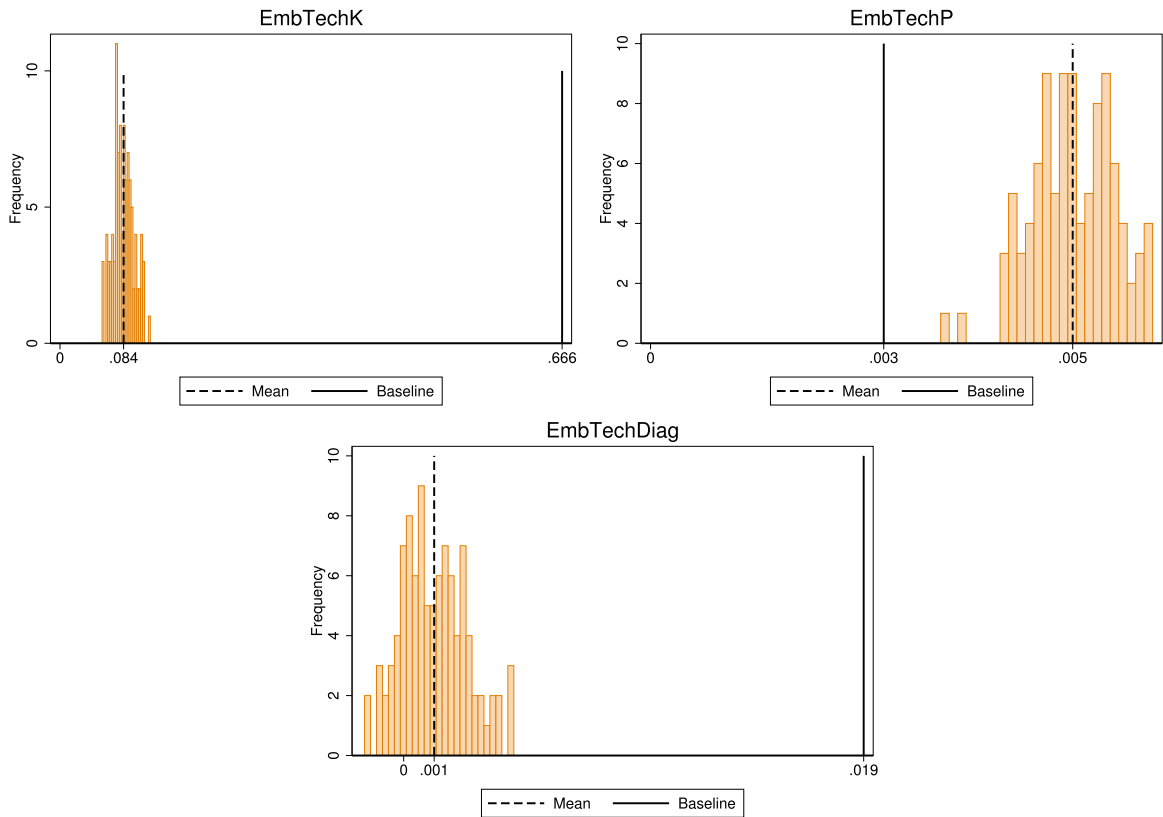 EmbTechK
Frequency
10
5
0
0 .084 .666
Mean Baseline
EmbTechP
Frequency
10
8
6
4
2
0
0 .003 .005
Mean Baseline
EmbTechDiag
Frequency
10
8
6
4
2
0
0 .001 .019
Mean Baseline